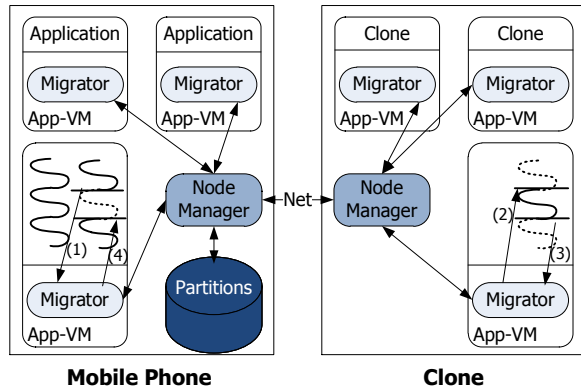 Application
Application
Clone
Clone
Migrator
Migrator
Migrator
Migrator
App-VM
App-VM
App-VM
App-VM
Node
Manager
Net
Node
Manager
(1)
(4)
(2)
(3)
Partitions
Migrator
Migrator
App-VM
App-VM
Mobile Phone
Clone